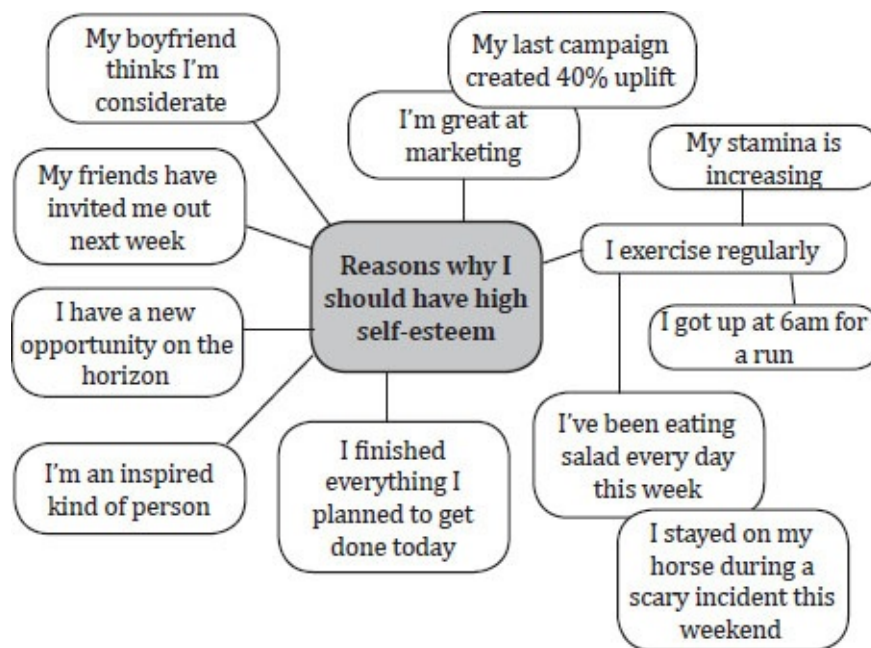 My boyfriend
thinks I’m
considerate
My last campaign
created 40% uplift
I’m great at
marketing
My stamina is
increasing
My friends have
invited me out
next week
Reasons why I
should have high
self-esteem
I exercise regularly
I have a new
opportunity on the
horizon
I got up at 6am for
a run
I’m an inspired
kind of person
I finished
everything I
planned to get
done today
I’ve been eating
salad every day
this week
I stayed on my
horse during a
scary incident this
weekend